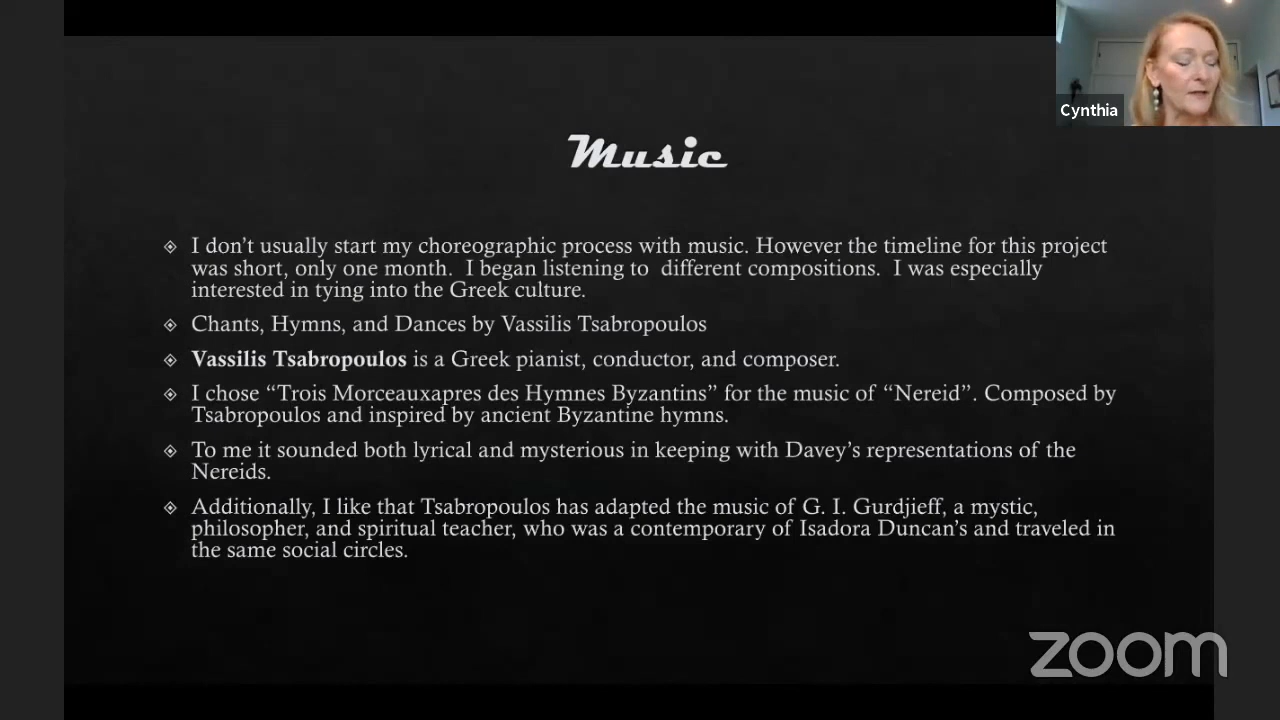 Cynthia
Music
I don't usually start my choreographic process with music. However the timeline for this project
was short, only one month.  I began listening to  different compositions.  I was especially
interested in tying into the Greek culture.
Chants, Hymns, and Dances by Vassilis Tsabropoulos
Vassilis Tsabropoulos is a Greek pianist, conductor, and composer.
I chose “Trois Morceauxapres des Hymnes Byzantins” for the music of “Nereid”. Composed by
Tsabropoulos and inspired by ancient Byzantine hymns.
To me it sounded both lyrical and mysterious in keeping with Davey's representations of the
Nereids.
Additionally, I like that Tsabropoulos has adapted the music of G. I. Gurdjieff, a mystic,
philosopher, and spiritual teacher, who was a contemporary of Isadora Duncan's and traveled in
the same social circles.
zoom